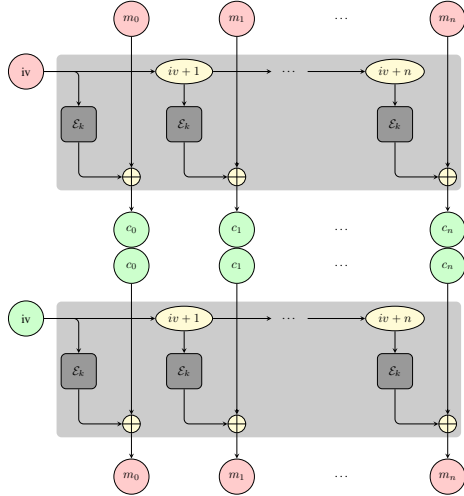 m₀ m₁ ⋯ mₙ
iv iv + 1 ⋯ iv + n
ℰₖ ℰₖ ℰₖ
c₀ c₁ ⋯ cₙ
c₀ c₁ ⋯ cₙ
iv iv + 1 ⋯ iv + n
ℰₖ ℰₖ ℰₖ
m₀ m₁ ⋯ mₙ